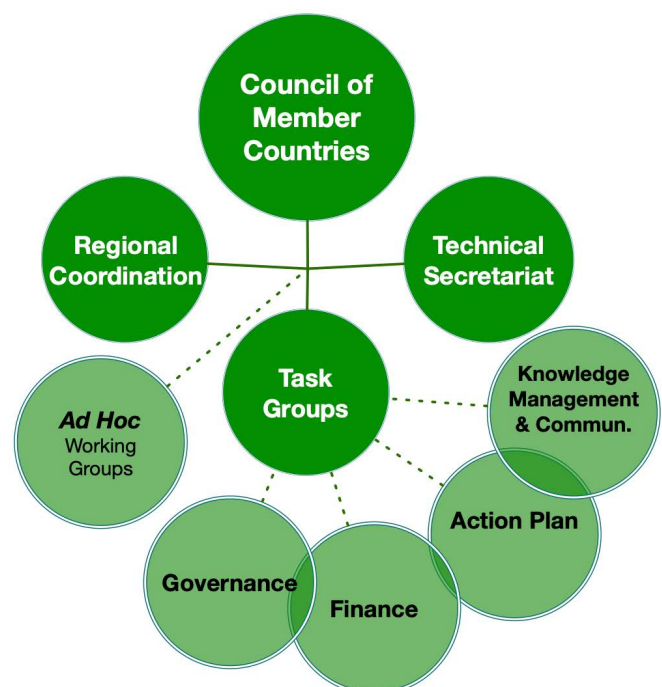 Council of
Member
Countries
Regional
Coordination
Technical
Secretariat
Task
Groups
Ad Hoc
Working
Groups
Knowledge
Management
& Commun.
Action Plan
Governance
Finance